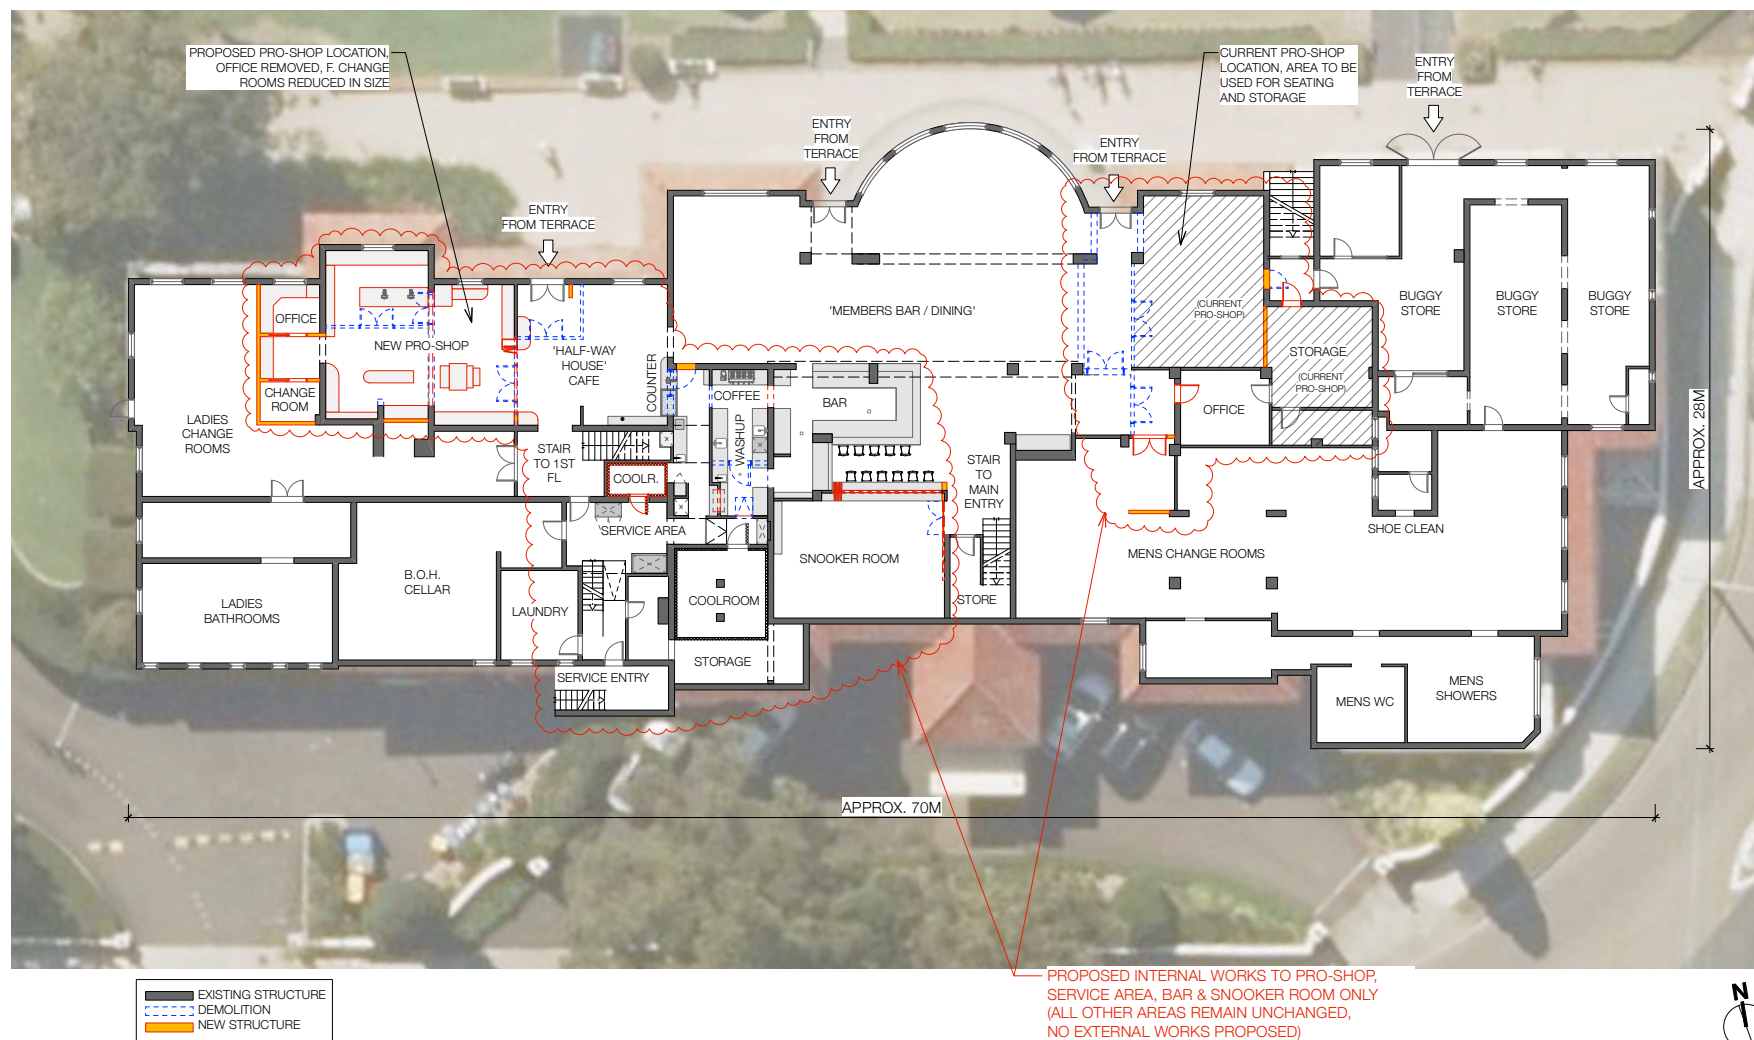 PROPOSED PRO-SHOP LOCATION,
OFFICE REMOVED, F. CHANGE
ROOMS REDUCED IN SIZE
CURRENT PRO-SHOP
LOCATION, AREA TO BE
USED FOR SEATING
AND STORAGE
ENTRY
FROM
TERRACE
ENTRY
FROM
TERRACE
ENTRY
FROM TERRACE
ENTRY
FROM TERRACE
OFFICE
NEW PRO-SHOP
CHANGE
ROOM
LADIES
CHANGE
ROOMS
'HALF-WAY
HOUSE'
CAFE
COUNTER
'MEMBERS BAR / DINING'
(CURRENT
PRO-SHOP)
STORAGE
(CURRENT
PRO-SHOP)
BUGGY
STORE
BUGGY
STORE
BUGGY
STORE
COFFEE
WASHUP
BAR
OFFICE
STAIR
TO 1ST
FL
COOLR.
STAIR
TO
MAIN
ENTRY
SERVICE AREA
SNOOKER ROOM
SHOE CLEAN
MENS CHANGE ROOMS
B.O.H.
CELLAR
LADIES
BATHROOMS
LAUNDRY
COOLROOM
STORE
STORAGE
SERVICE ENTRY
MENS WC
MENS
SHOWERS
APPROX. 28M
APPROX. 70M
EXISTING STRUCTURE
DEMOLITION
NEW STRUCTURE
PROPOSED INTERNAL WORKS TO PRO-SHOP,
SERVICE AREA, BAR & SNOOKER ROOM ONLY
(ALL OTHER AREAS REMAIN UNCHANGED,
NO EXTERNAL WORKS PROPOSED)
N